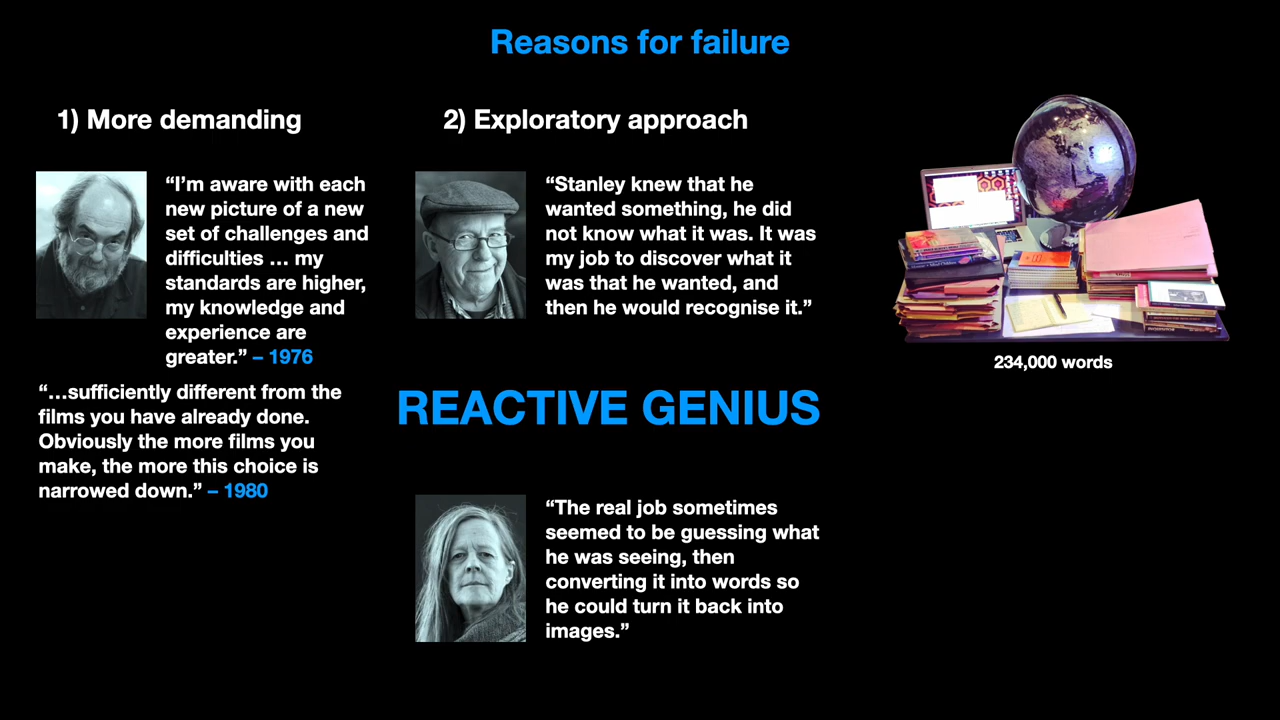 Reasons for failure
1) More demanding
“I’m aware with each
new picture of a new
set of challenges and
difficulties … my
standards are higher,
my knowledge and
experience are
greater.” – 1976
“…sufficiently different from the
films you have already done.
Obviously the more films you
make, the more this choice is
narrowed down.” – 1980
2) Exploratory approach
“Stanley knew that he
wanted something, he did
not know what it was. It was
my job to discover what it
was that he wanted, and
then he would recognise it.”
REACTIVE GENIUS
“The real job sometimes
seemed to be guessing what
he was seeing, then
converting it into words so
he could turn it back into
images.”
234,000 words